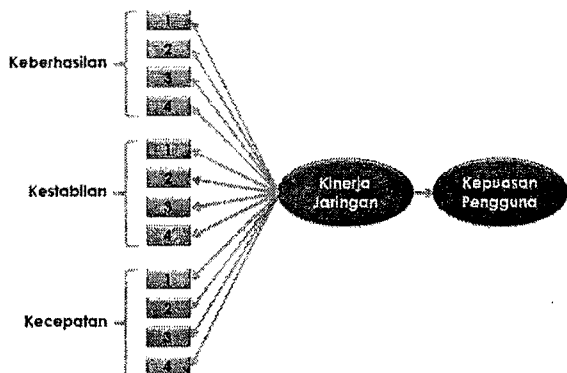 Keberhasilan
1
2
3
4
Kestabilan
1
2
3
4
Kecepatan
1
2
3
4
Kinerja
Jaringan
Kepuasan
Pengguna